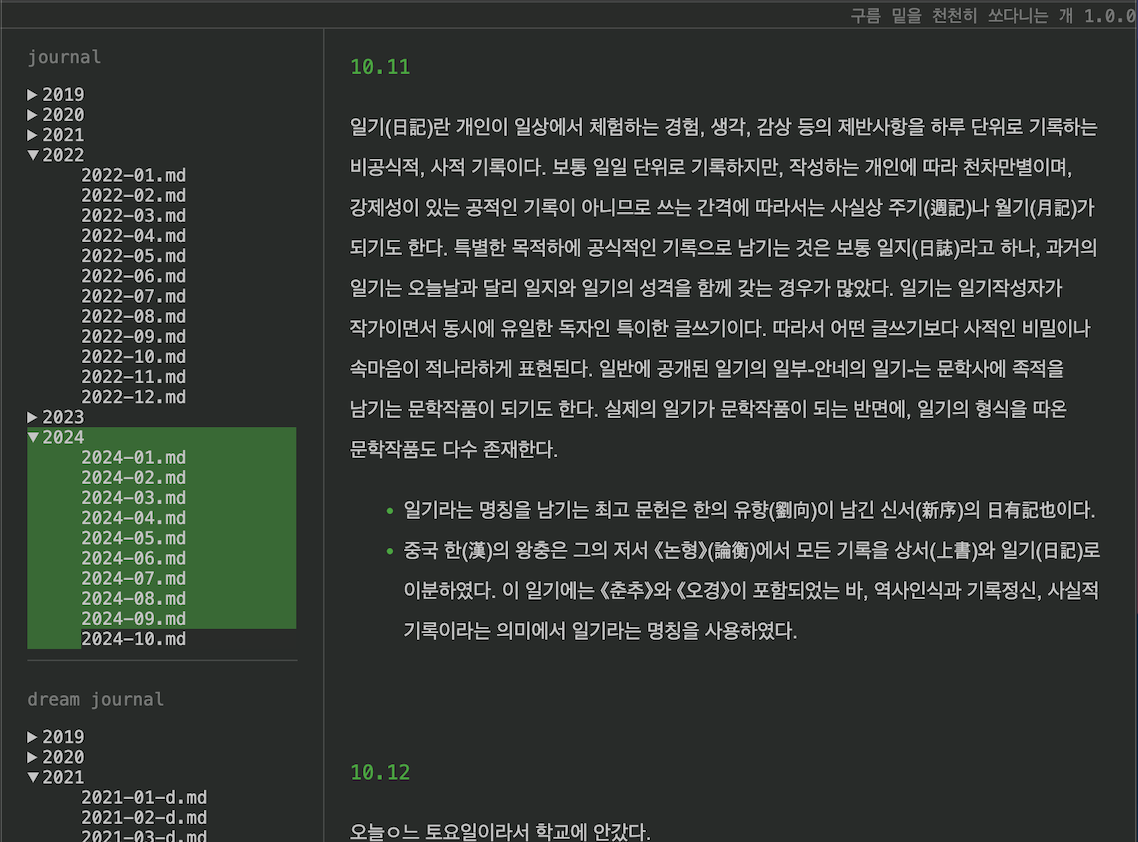 구름 밑을 천천히 쏘다니는 개 1.0.0
journal
▶ 2019
▶ 2020
▶ 2021
▼ 2022
2022-01.md
2022-02.md
2022-03.md
2022-04.md
2022-05.md
2022-06.md
2022-07.md
2022-08.md
2022-09.md
2022-10.md
2022-11.md
2022-12.md
▶ 2023
▼ 2024
2024-01.md
2024-02.md
2024-03.md
2024-04.md
2024-05.md
2024-06.md
2024-07.md
2024-08.md
2024-09.md
2024-10.md
dream journal
▶ 2019
▶ 2020
▼ 2021
2021-01-d.md
2021-02-d.md
2021-03-d.md
10.11
일기(日記)란 개인이 일상에서 체험하는 경험, 생각, 감상 등의 제반사항을 하루 단위로 기록하는
비공식적, 사적 기록이다. 보통 일일 단위로 기록하지만, 작성하는 개인에 따라 천차만별이며,
강제성이 있는 공적인 기록이 아니므로 쓰는 간격에 따라서는 사실상 주기(週記)나 월기(月記)가
되기도 한다. 특별한 목적하에 공식적인 기록으로 남기는 것은 보통 일지(日誌)라고 하나, 과거의
일기는 오늘날과 달리 일지와 일기의 성격을 함께 갖는 경우가 많았다. 일기는 일기작성자가
작가이면서 동시에 유일한 독자인 특이한 글쓰기이다. 따라서 어떤 글쓰기보다 사적인 비밀이나
속마음이 적나라하게 표현된다. 일반에 공개된 일기의 일부-안네의 일기-는 문학사에 족적을
남기는 문학작품이 되기도 한다. 실제의 일기가 문학작품이 되는 반면에, 일기의 형식을 따온
문학작품도 다수 존재한다.
• 일기라는 명칭을 남기는 최고 문헌은 한의 유향(劉向)이 남긴 신서(新序)의 日有記也이다.
• 중국 한(漢)의 왕충은 그의 저서 《논형》(論衡)에서 모든 기록을 상서(上書)와 일기(日記)로
이분하였다. 이 일기에는 《춘추》와 《오경》이 포함되었는 바, 역사인식과 기록정신, 사실적
기록이라는 의미에서 일기라는 명칭을 사용하였다.
10.12
오늘ㅇ느 토요일이라서 학교에 안갔다.